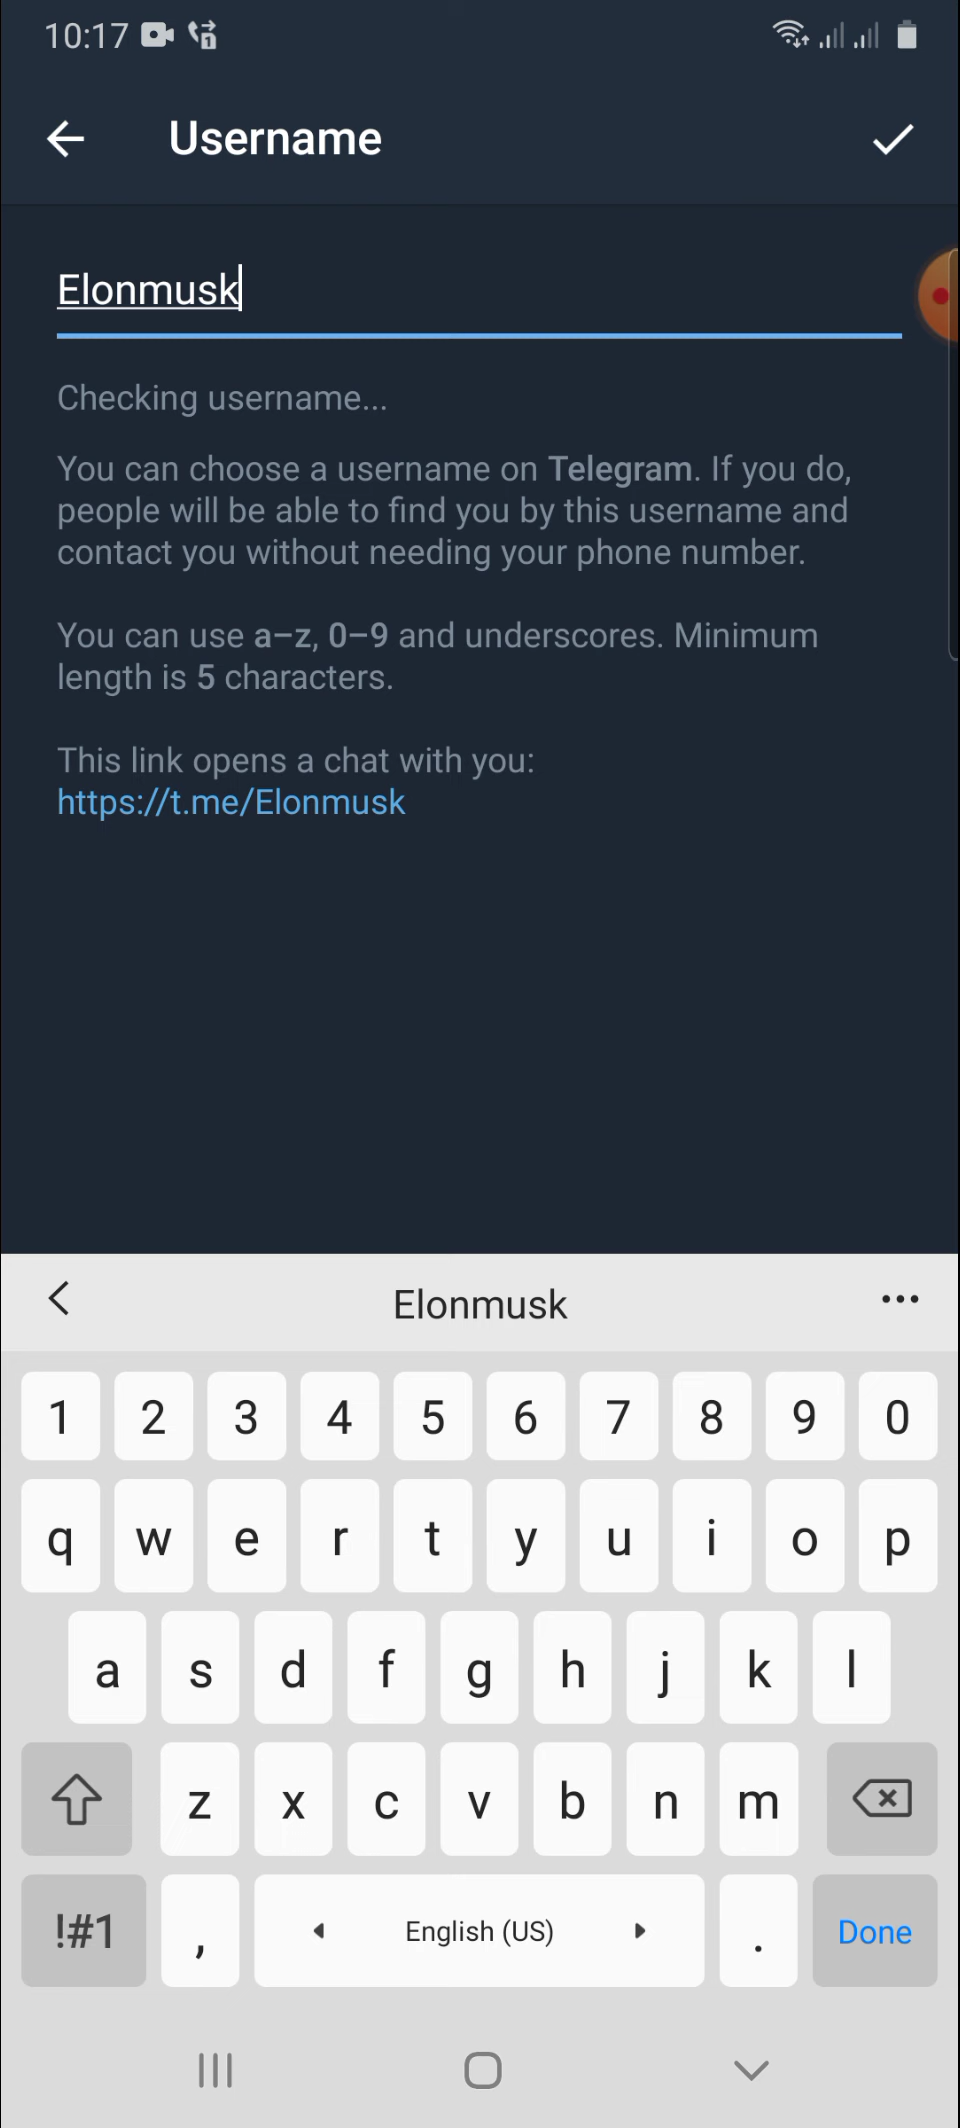 10:17
1
Username
Elonmusk
Checking username...
You can choose a username on Telegram. If you do,
people will be able to find you by this username and
contact you without needing your phone number.
You can use a–z, 0–9 and underscores. Minimum
length is 5 characters.
This link opens a chat with you:
https://t.me/Elonmusk
Elonmusk
1 2 3 4 5 6 7 8 9 0
q w e r t y u i o p
a s d f g h j k l
z x c v b n m
!#1 , English (US) . Done